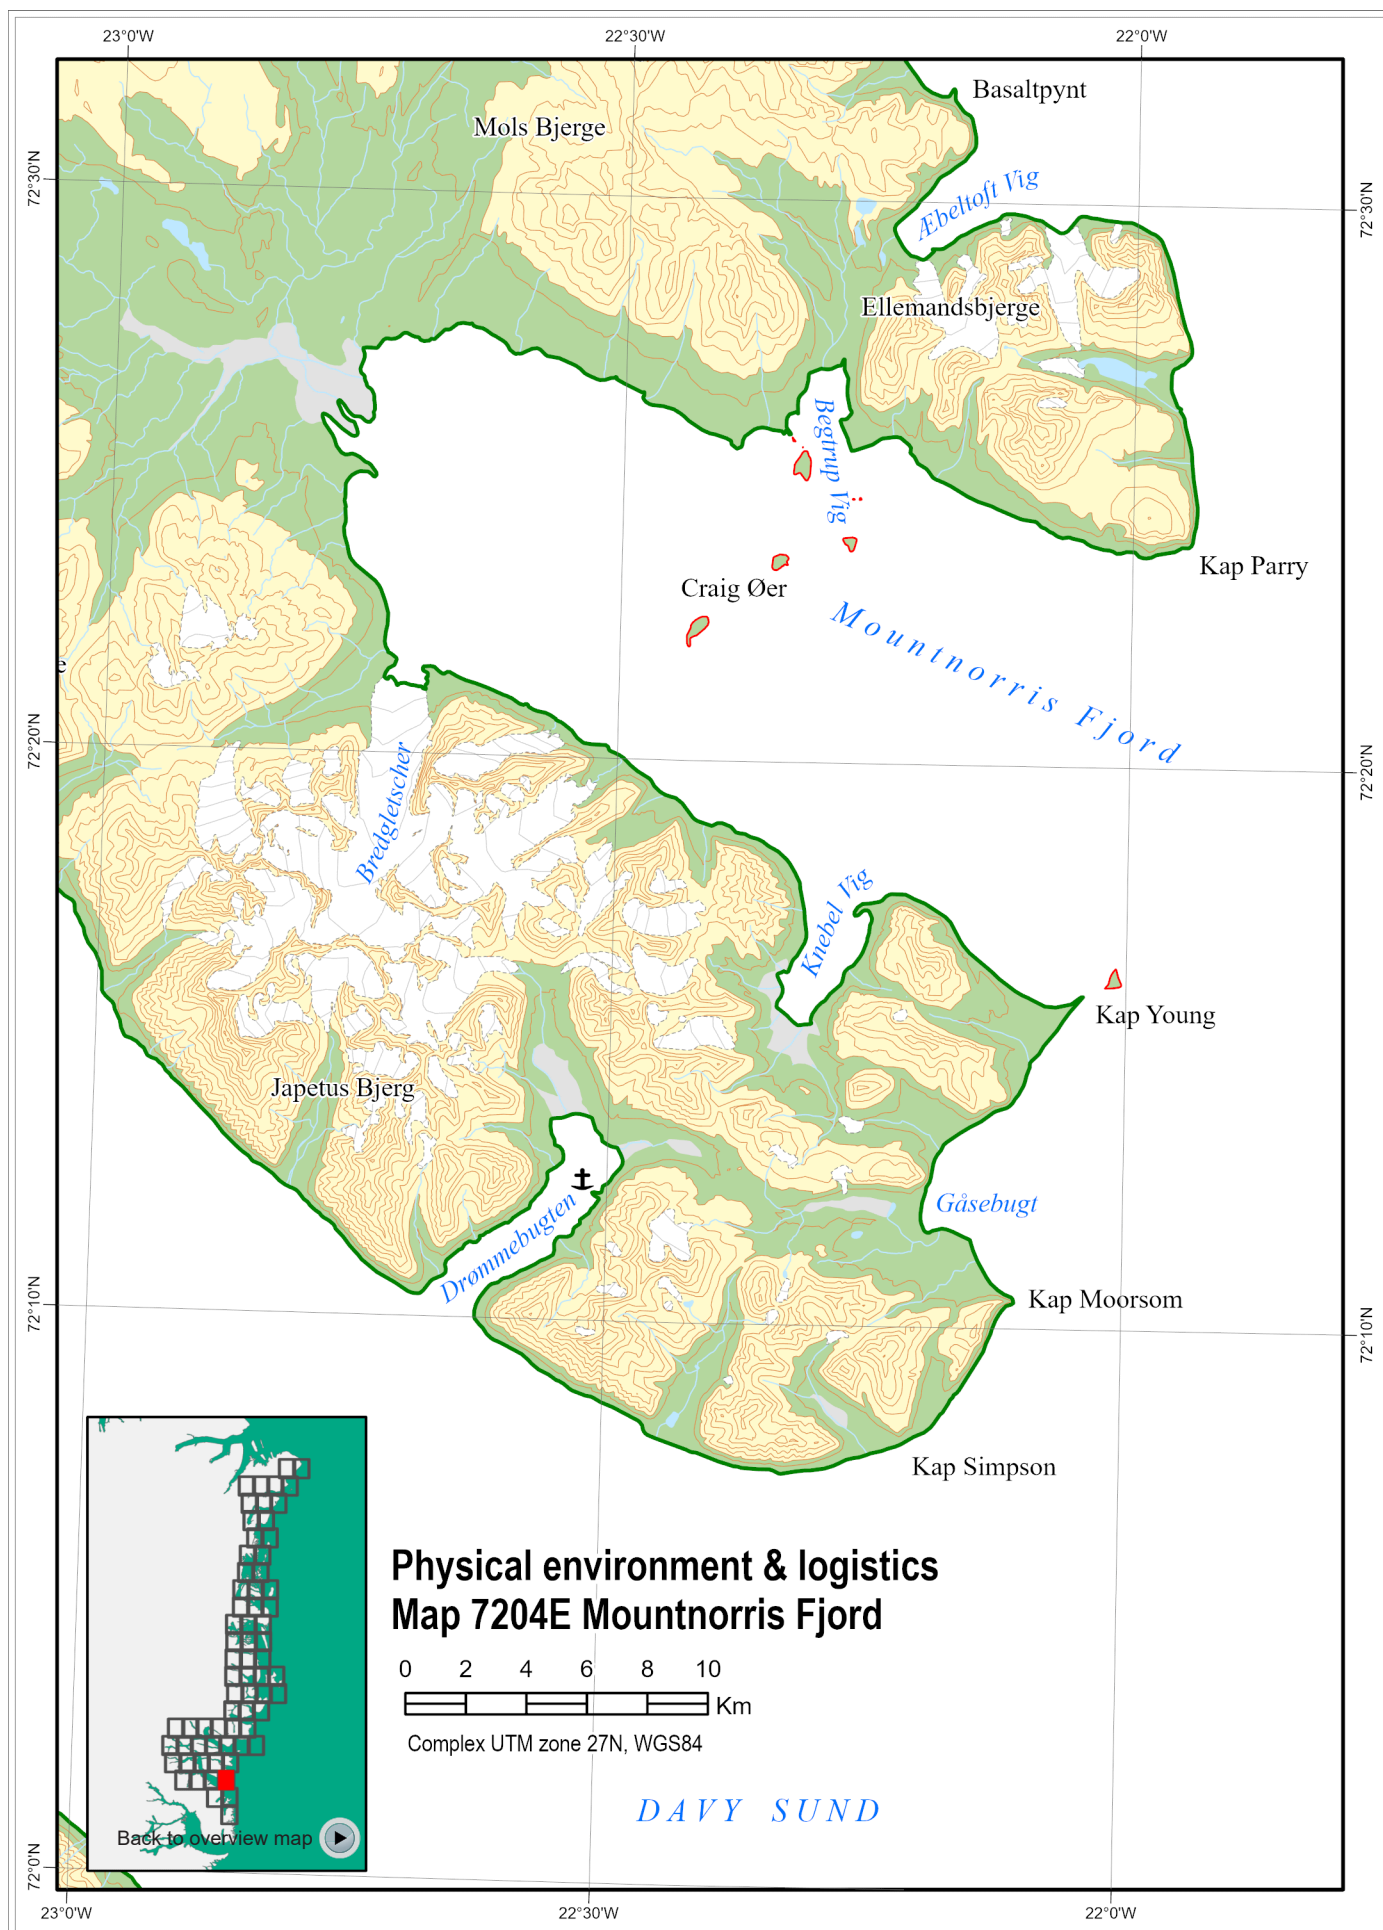 23°0'W
22°30'W
22°0'W
Basaltpynt
Mols Bjerge
72°30'N
72°30'N
Æbeltoft Vig
Ellemandsbjerge
Begtrup Vig
Kap Parry
Craig Øer
Mountnorris Fjord
e
72°20'N
72°20'N
Bredgletscher
Knebel Vig
Kap Young
Japetus Bjerg
Gåsebugt
Drømmebugten
Kap Moorsom
72°10'N
72°10'N
Kap Simpson
Physical environment & logistics
Map 7204E Mountnorris Fjord
0 2 4 6 8 10
Km
Complex UTM zone 27N, WGS84
DAVY SUND
Back to overview map
72°0'N
23°0'W
22°30'W
22°0'W